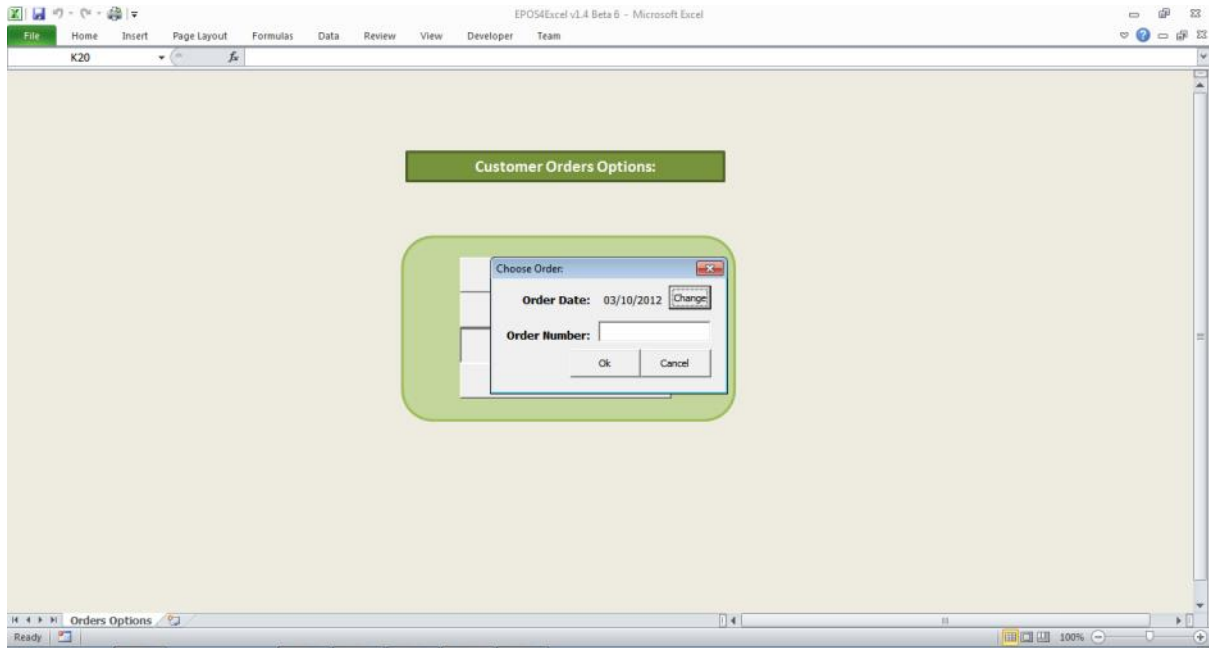 EPOS4Excel v1.4 Beta 6 - Microsoft Excel
File Home Insert Page Layout Formulas Data Review View Developer Team
K20 fx
Customer Orders Options:
Choose Order:
Order Date: 03/10/2012 Change
Order Number:
Ok Cancel
Orders Options
Ready 100%